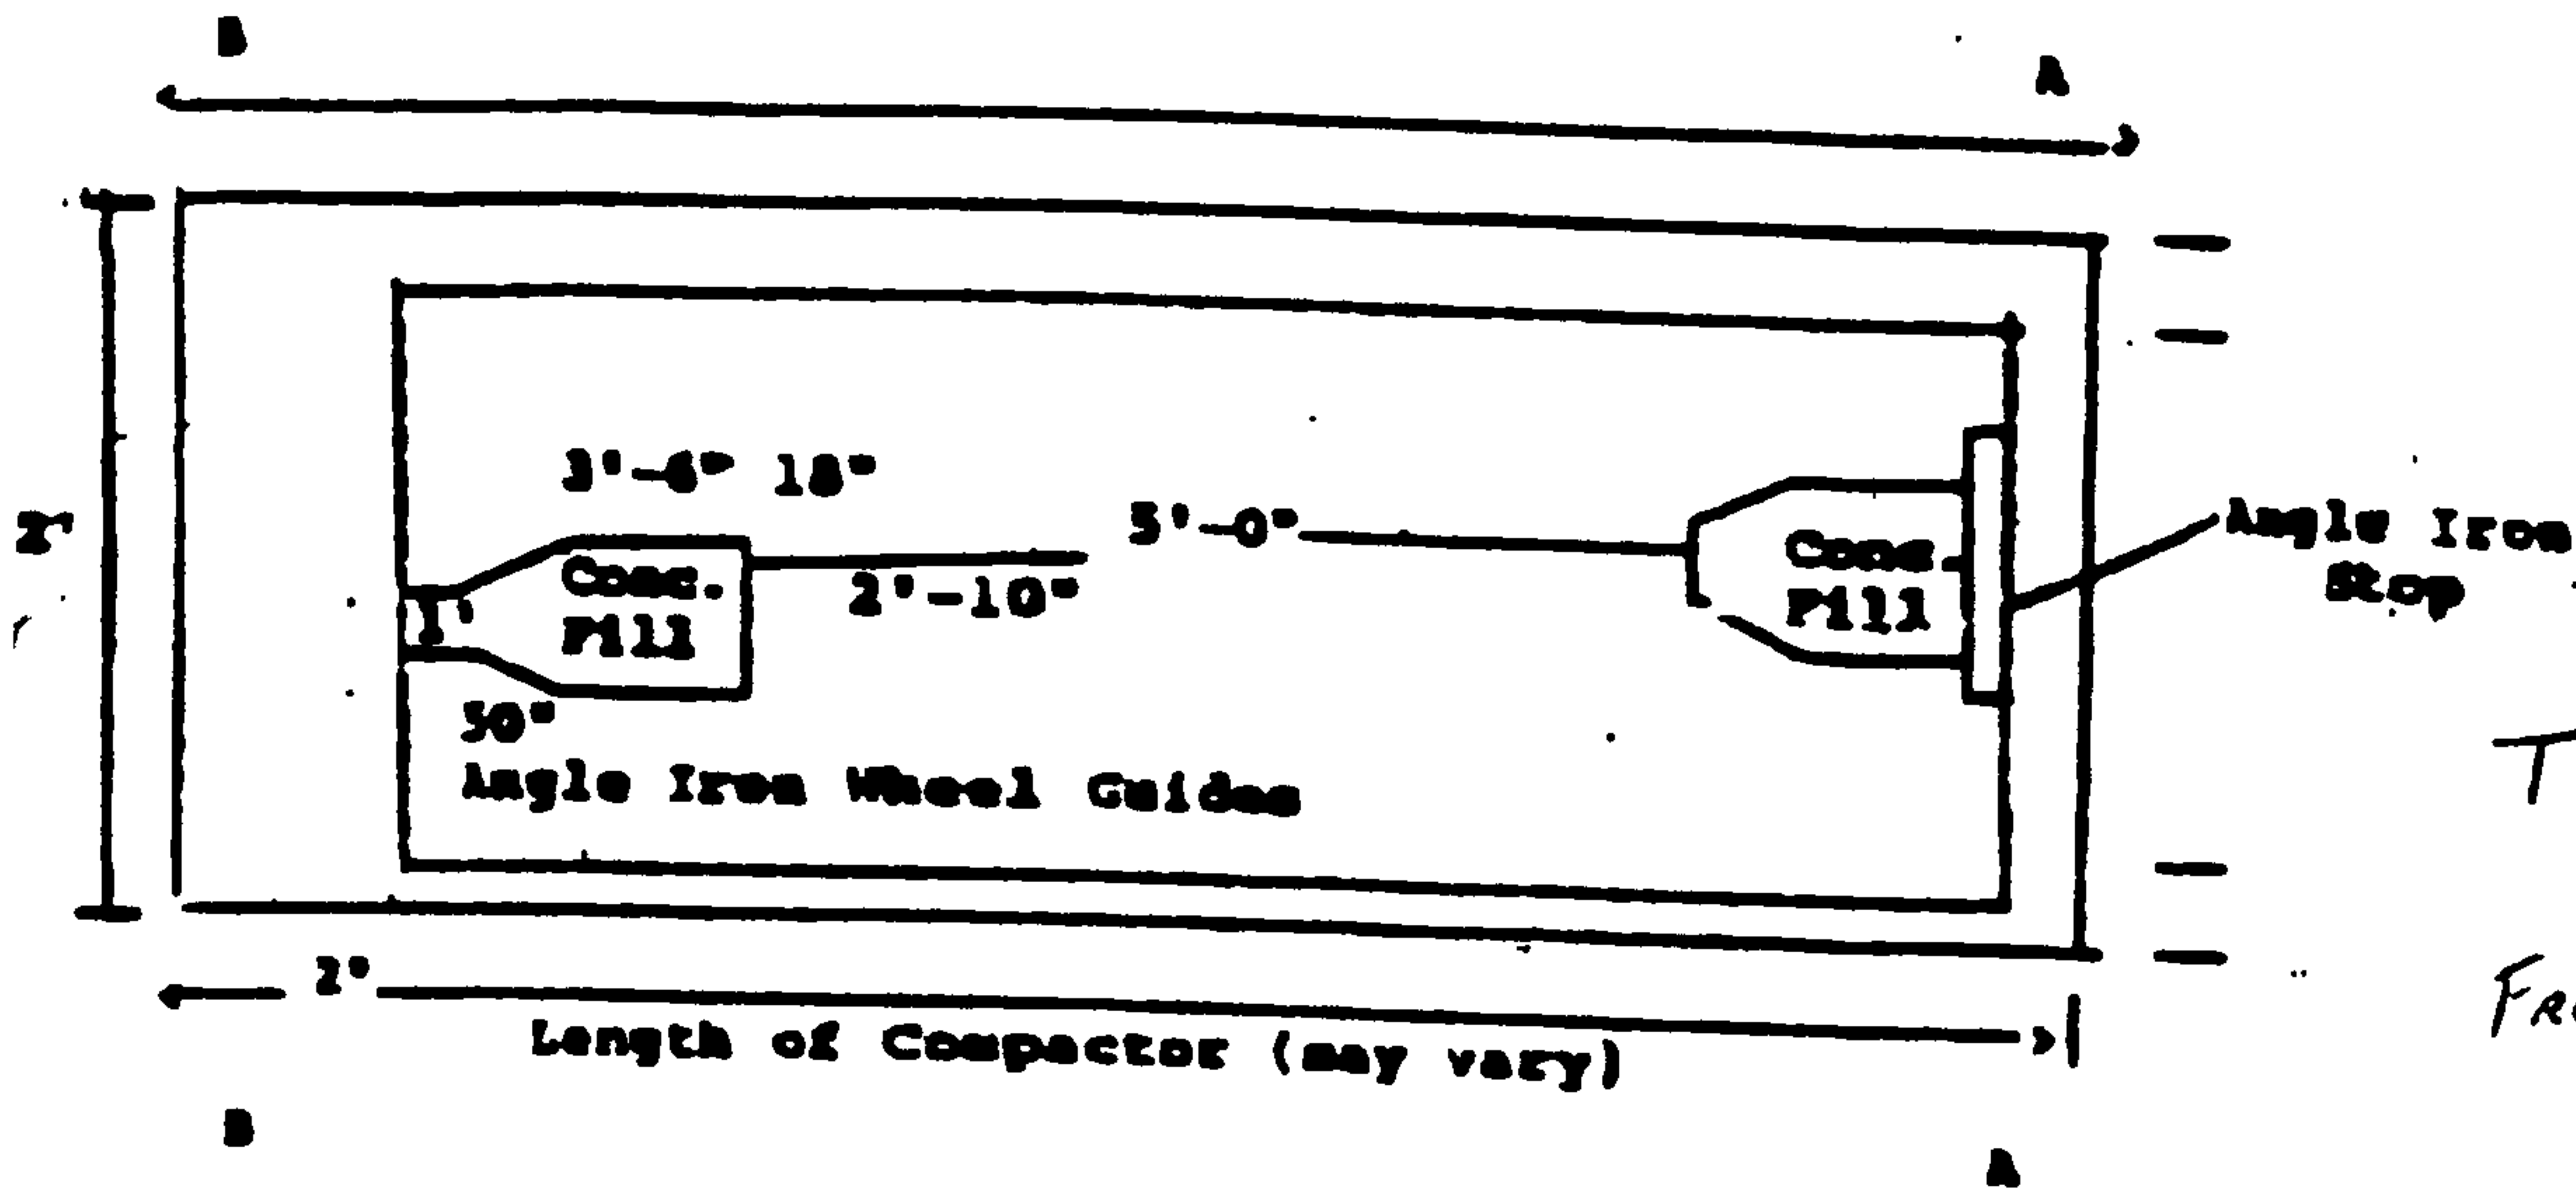 B
A
3'-6" 18"
5'-0"
Angle Iron
Stop
Conc.
Fill
2'-10"
Conc.
Fill
1'
30"
Angle Iron Wheel Guides
2'
Length of Compactor (may vary)
B
A